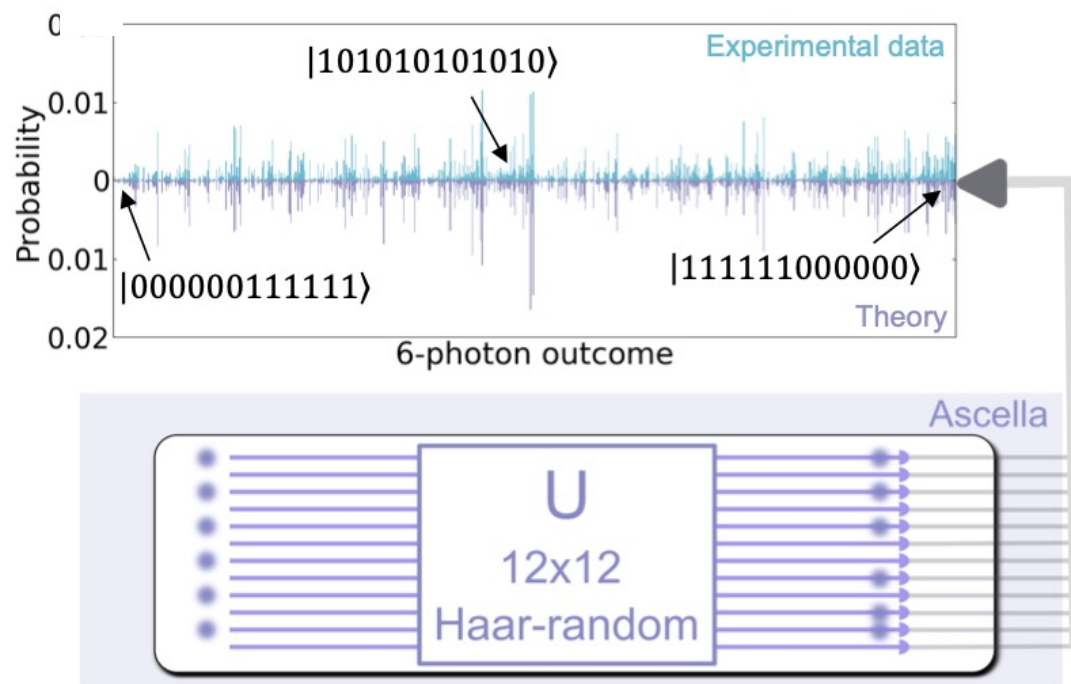 0
Experimental data
|101010101010⟩
0.01
Probability
0
0.01
|000000111111⟩
|111111000000⟩
Theory
0.02
6-photon outcome
Ascella
U
12x12
Haar-random